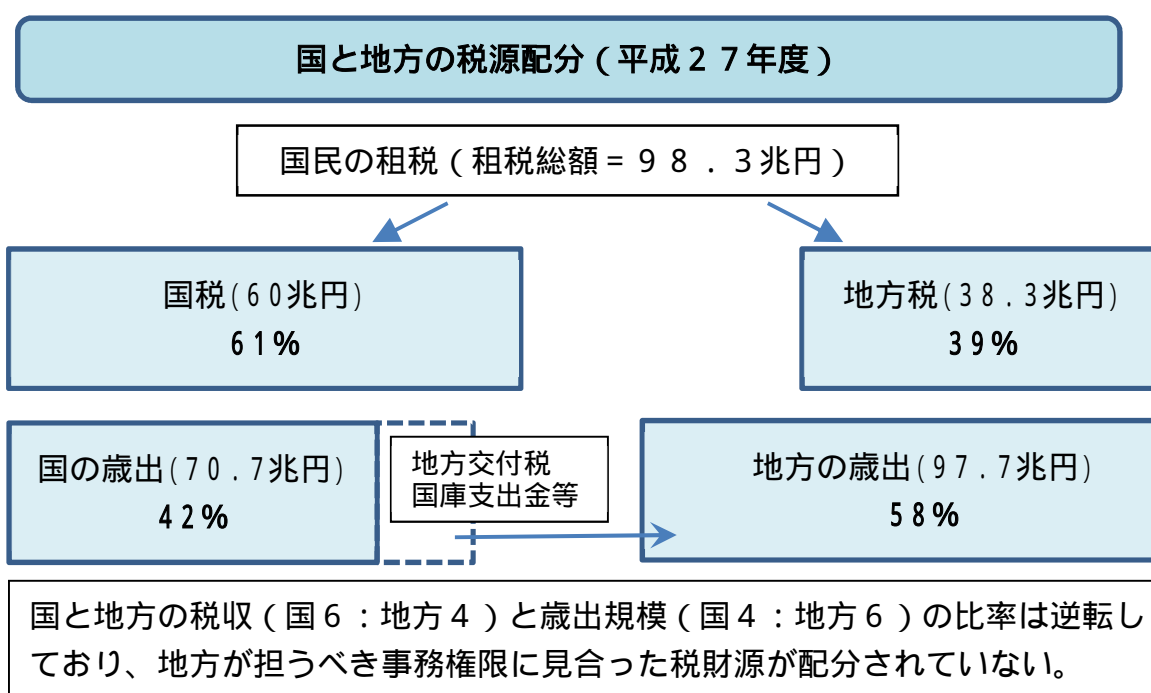 国と地方の税源配分（平成２７年度）
国民の租税（租税総額＝９８．３兆円）
国税(60兆円)
61%
地方税(38.3兆円)
39%
国の歳出(70.7兆円)
42%
地方交付税
国庫支出金等
地方の歳出(97.7兆円)
58%
国と地方の税収（国６：地方４）と歳出規模（国４：地方６）の比率は逆転し
ており、地方が担うべき事務権限に見合った税財源が配分されていない。